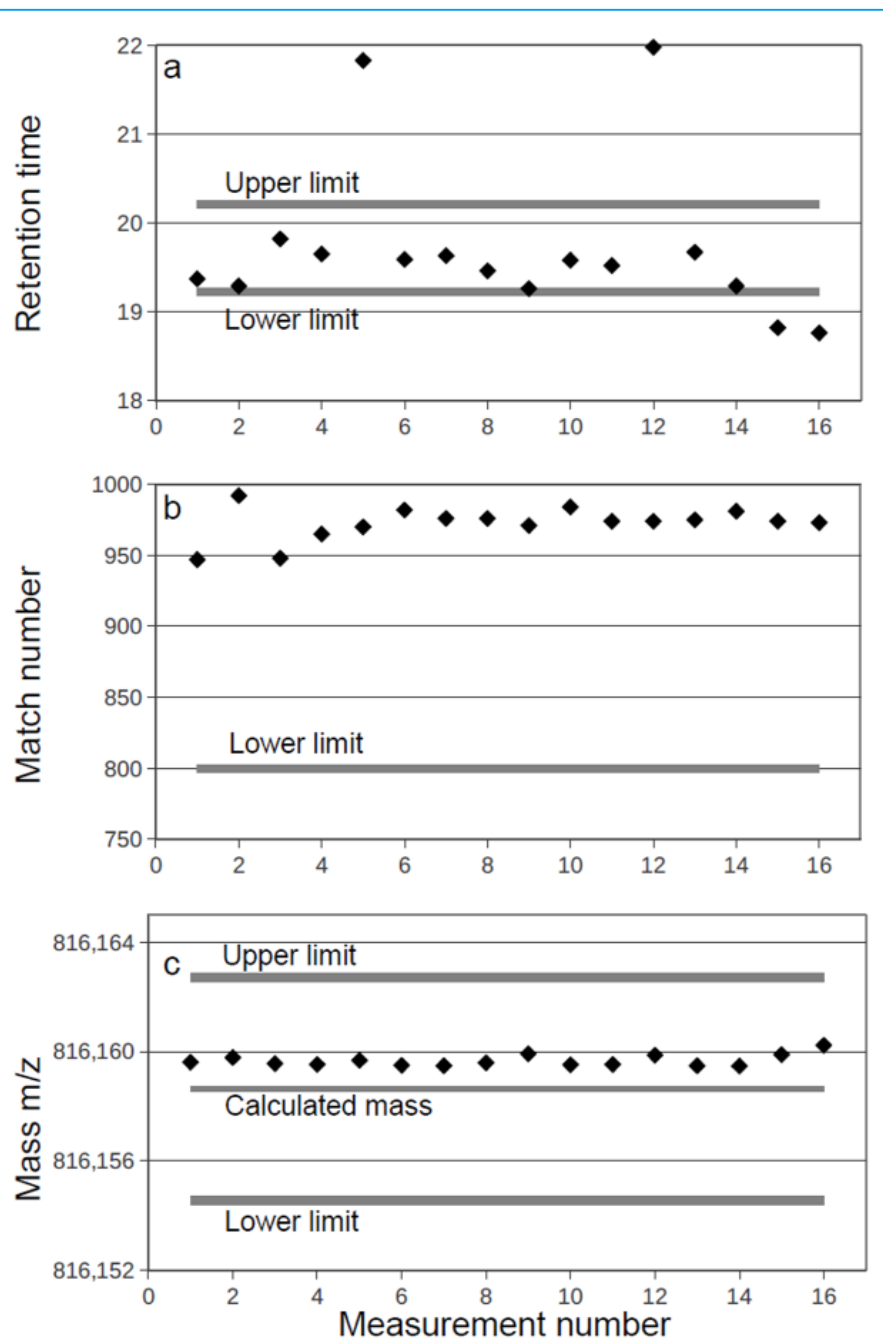 a
Retention time
22
21
20
19
18
Upper limit
Lower limit
0 2 4 6 8 10 12 14 16
b
Match number
1000
950
900
850
800
750
Lower limit
0 2 4 6 8 10 12 14 16
c
Mass m/z
816,164
816,160
816,156
816,152
Upper limit
Calculated mass
Lower limit
0 2 4 6 8 10 12 14 16
Measurement number